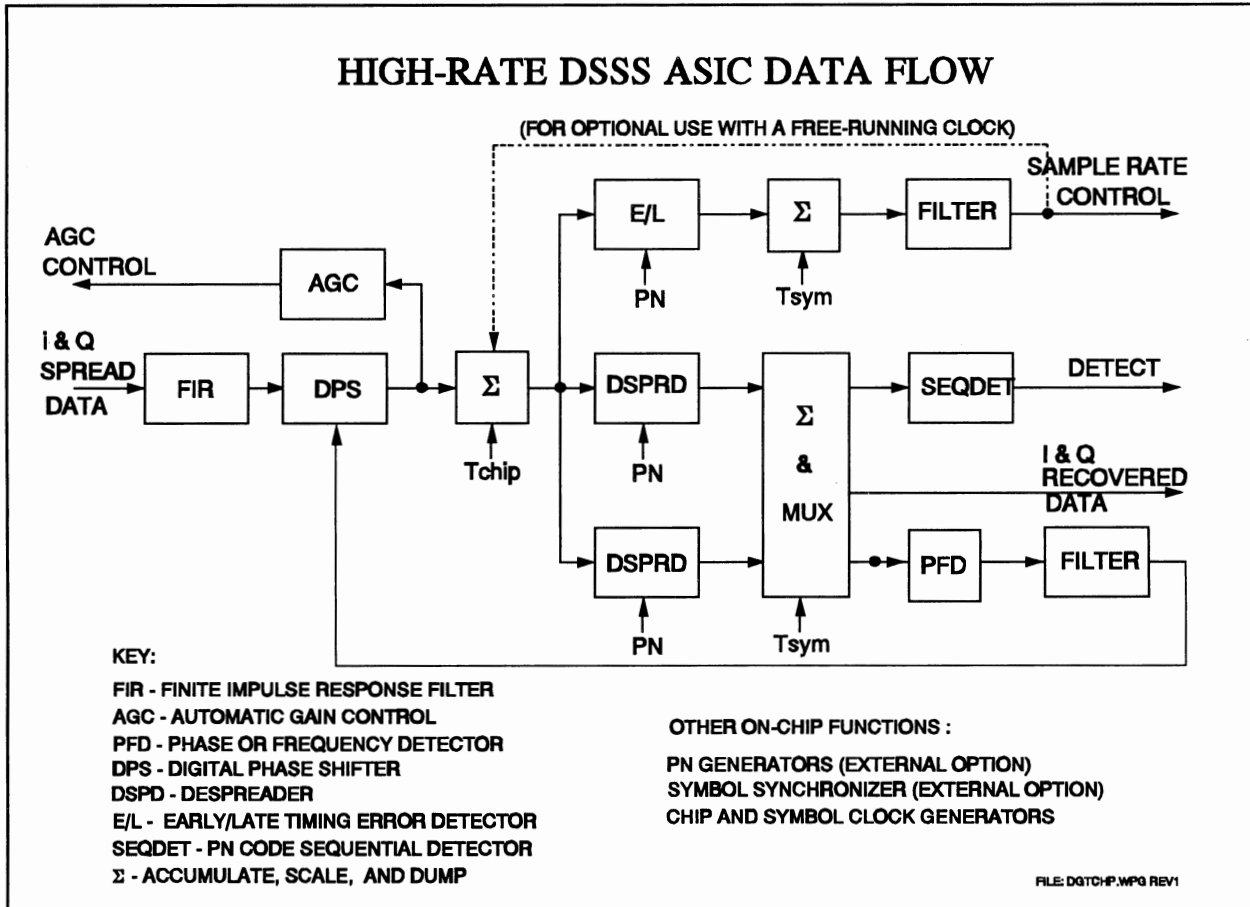 HIGH-RATE DSSS ASIC DATA FLOW
(FOR OPTIONAL USE WITH A FREE-RUNNING CLOCK)
SAMPLE RATE
CONTROL
E/L
Σ
FILTER
AGC
CONTROL
AGC
PN
Tsym
I & Q
SPREAD
DATA
FIR
DPS
Σ
DSPRD
Σ
&
MUX
SEQDET
DETECT
Tchip
PN
I & Q
RECOVERED
DATA
DSPRD
PFD
FILTER
PN
Tsym
KEY:
FIR - FINITE IMPULSE RESPONSE FILTER
AGC - AUTOMATIC GAIN CONTROL
PFD - PHASE OR FREQUENCY DETECTOR
DPS - DIGITAL PHASE SHIFTER
DSPD - DESPREADER
E/L - EARLY/LATE TIMING ERROR DETECTOR
SEQDET - PN CODE SEQUENTIAL DETECTOR
Σ - ACCUMULATE, SCALE, AND DUMP
OTHER ON-CHIP FUNCTIONS :
PN GENERATORS (EXTERNAL OPTION)
SYMBOL SYNCHRONIZER (EXTERNAL OPTION)
CHIP AND SYMBOL CLOCK GENERATORS
FILE: DGTCHP.WPG REV1